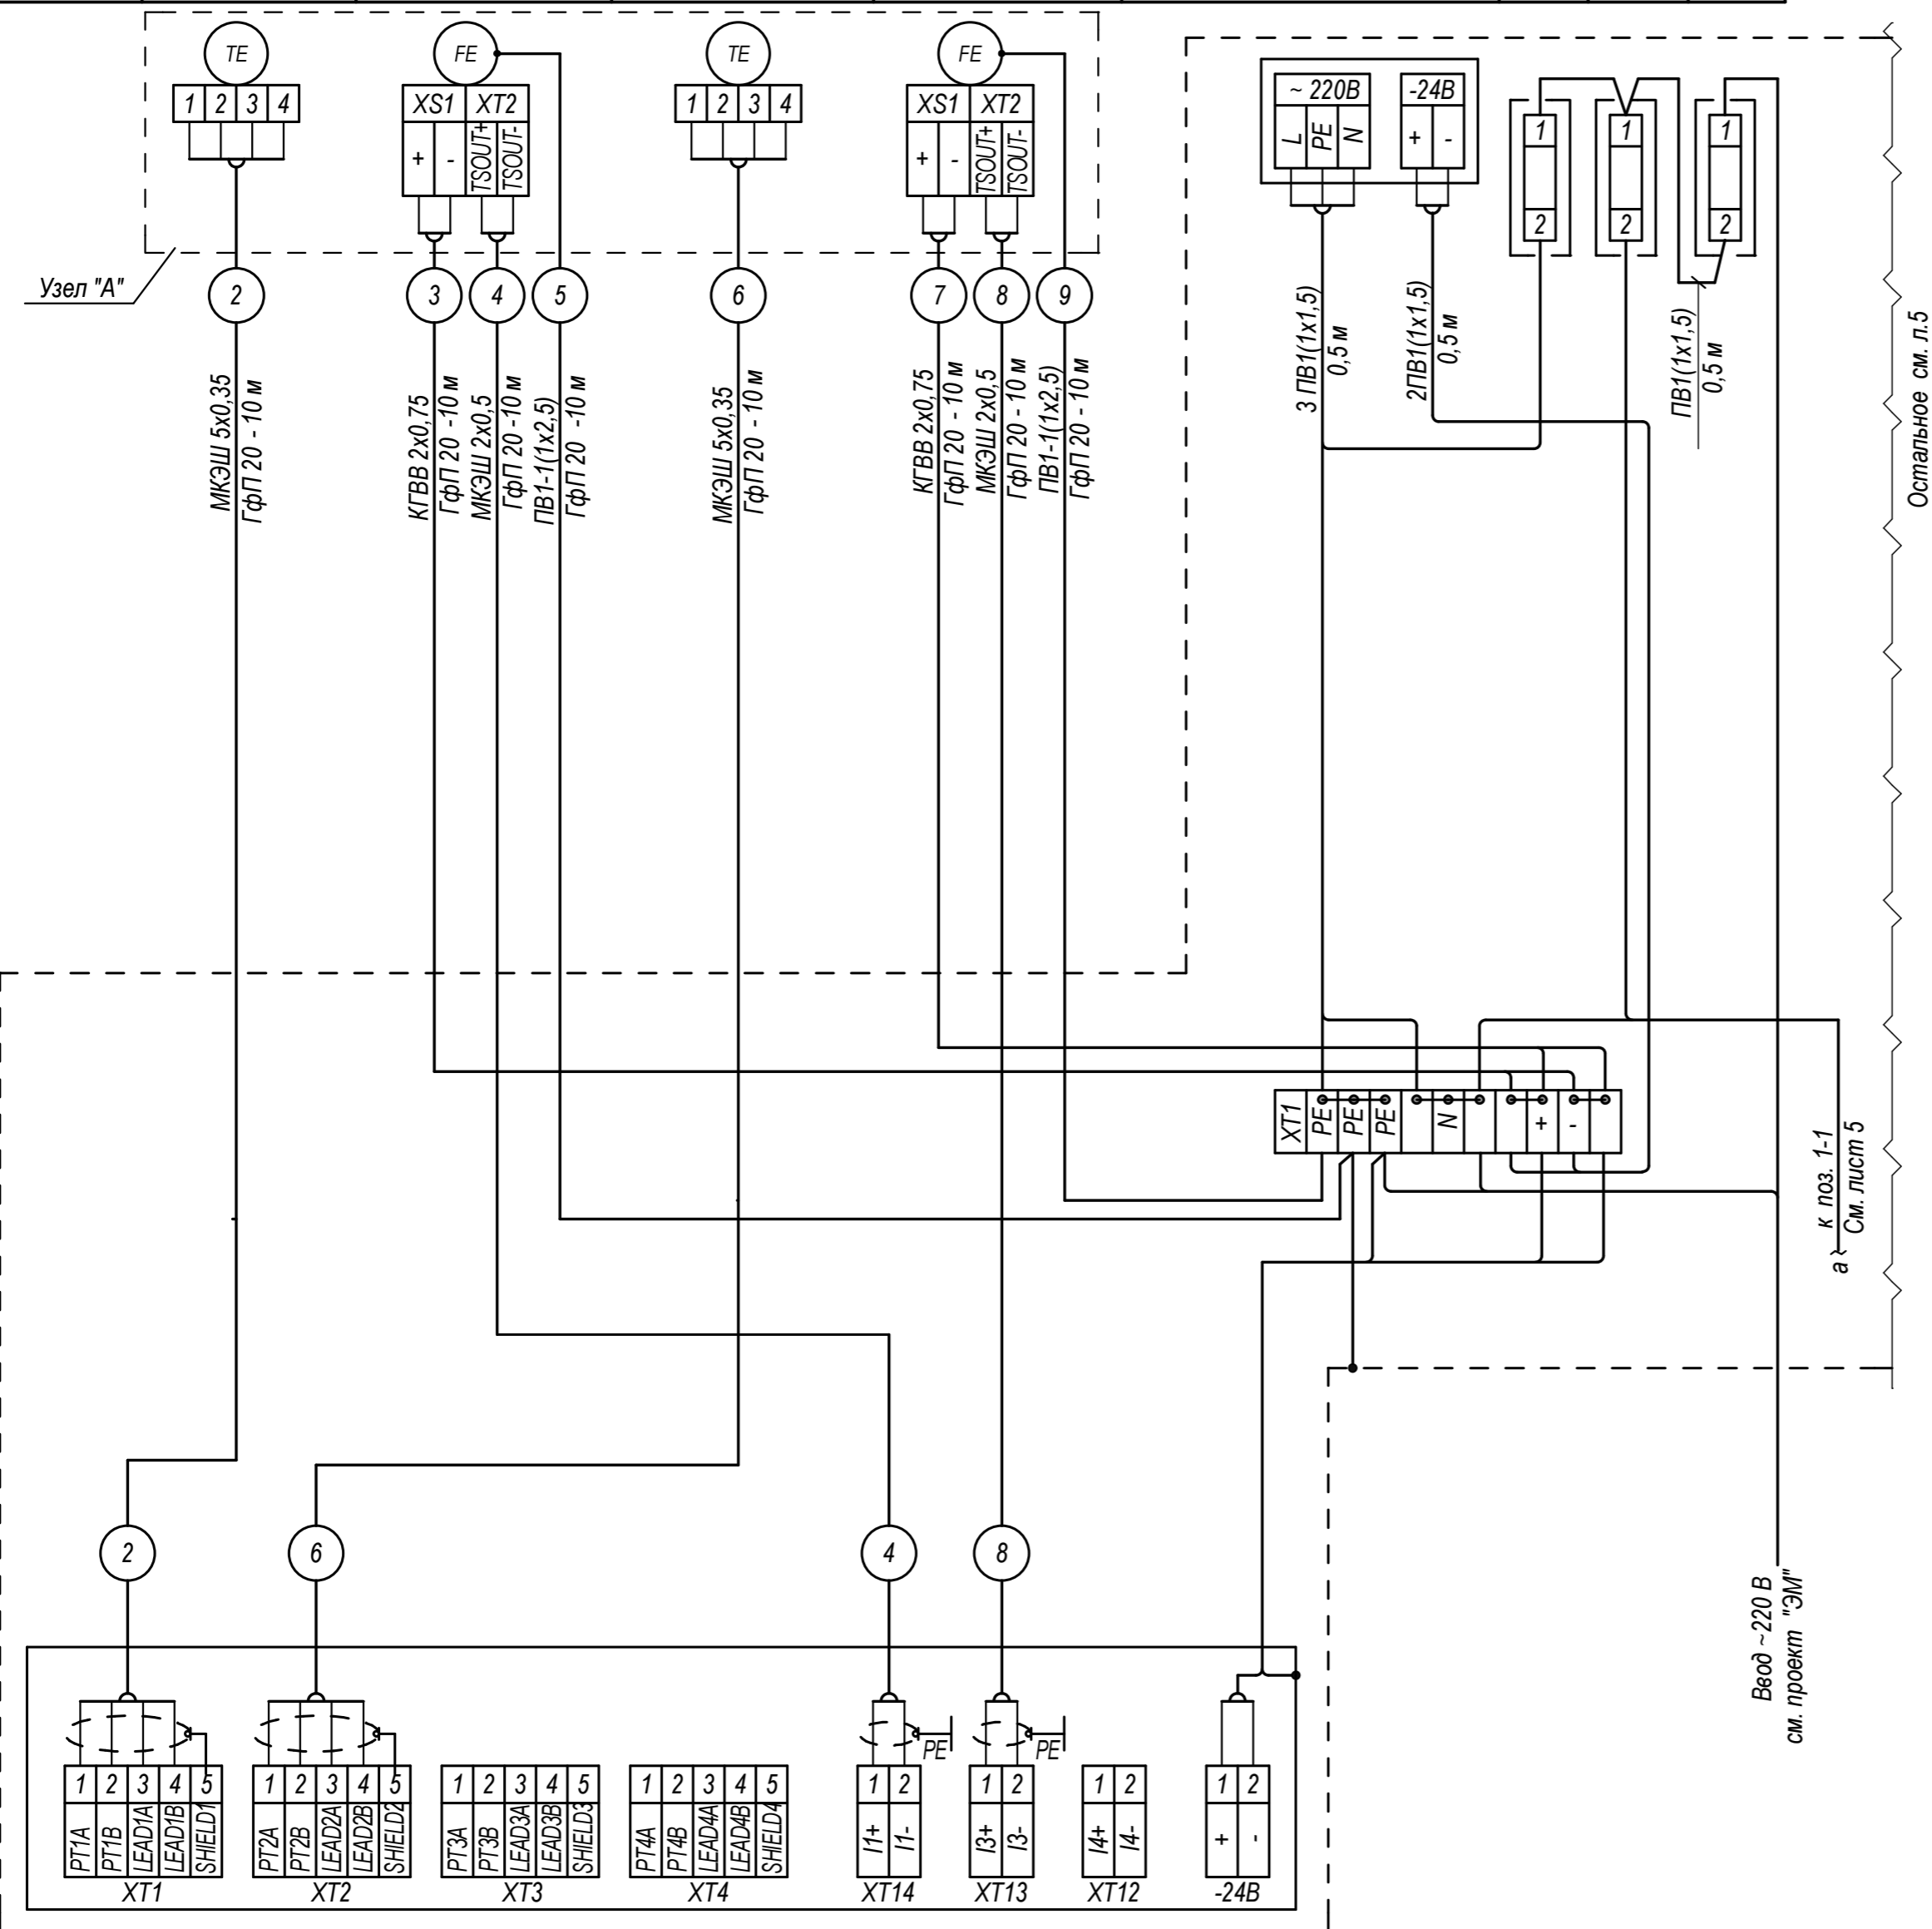 TE
FE
TE
FE
1 2 3 4
XS1 XT2
+ - TSOUT+ TSOUT-
1 2 3 4
XS1 XT2
+ - TSOUT+ TSOUT-
~ 220В
L PE N
-24В
+ -
1
2
1
2
1
2
Узел "А"
2
3
4
5
6
7
8
9
МКЭШ 5х0,35
ГфП 20 - 10 м
КГВВ 2х0,75
ГфП 20 - 10 м
МКЭШ 2х0,5
ГфП 20 -10 м
ПВ1-1(1х2,5)
ГфП 20 -10 м
МКЭШ 5х0,35
ГфП 20 - 10 м
КГВВ 2х0,75
ГфП 20 - 10 м
МКЭШ 2х0,5
ГфП 20 - 10 м
ПВ1-1(1х2,5)
ГфП 20 - 10 м
3 ПВ1(1х1,5)
0,5 м
2ПВ1(1х1,5)
0,5 м
ПВ1(1х1,5)
0,5 м
Остальное см. л.5
XT1 PE PE PE N + -
к поз. 1-1
См. лист 5
а
2
6
4
8
Ввод ~220 В
см. проект "ЭМ"
PE
PE
1 2 3 4 5
PT1A PT1B LEAD1A LEAD1B SHIELD1
XT1
1 2 3 4 5
PT2A PT2B LEAD2A LEAD2B SHIELD2
XT2
1 2 3 4 5
PT3A PT3B LEAD3A LEAD3B SHIELD3
XT3
1 2 3 4 5
PT4A PT4B LEAD4A LEAD4B SHIELD4
XT4
1 2
I1+ I1-
XT14
1 2
I3+ I3-
XT13
1 2
I4+ I4-
XT12
1 2
+ -
-24В